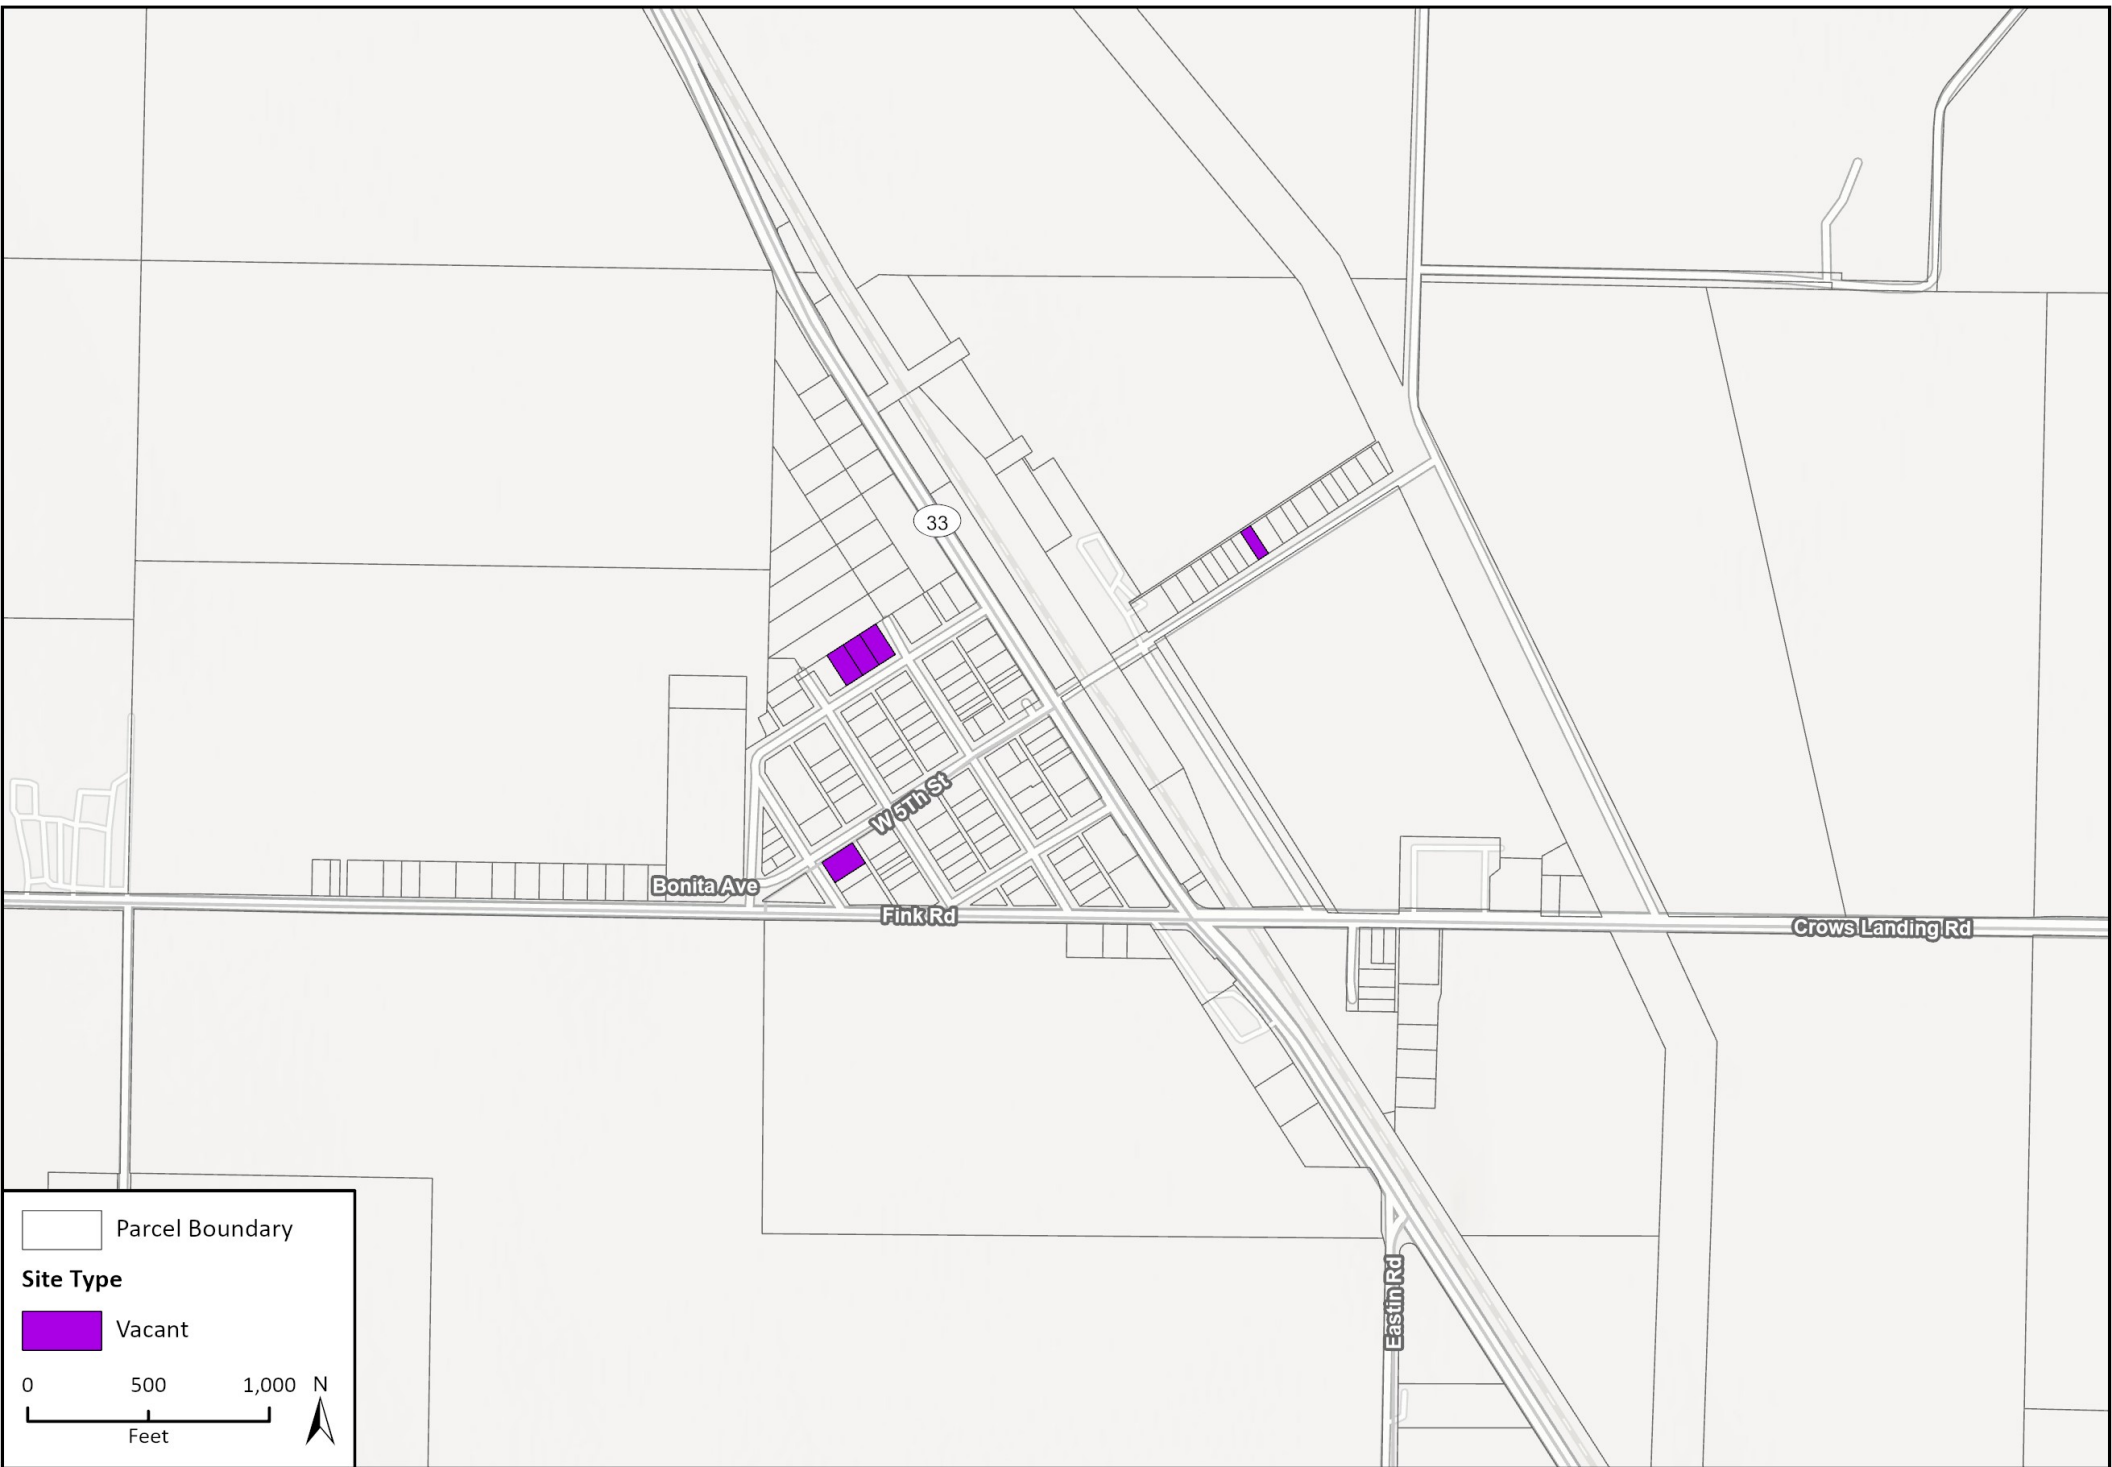 33
W 5Th St
Bonita Ave
Fink Rd
Crows Landing Rd
Eastin Rd
Parcel Boundary
Site Type
Vacant
0 500 1,000 N
Feet